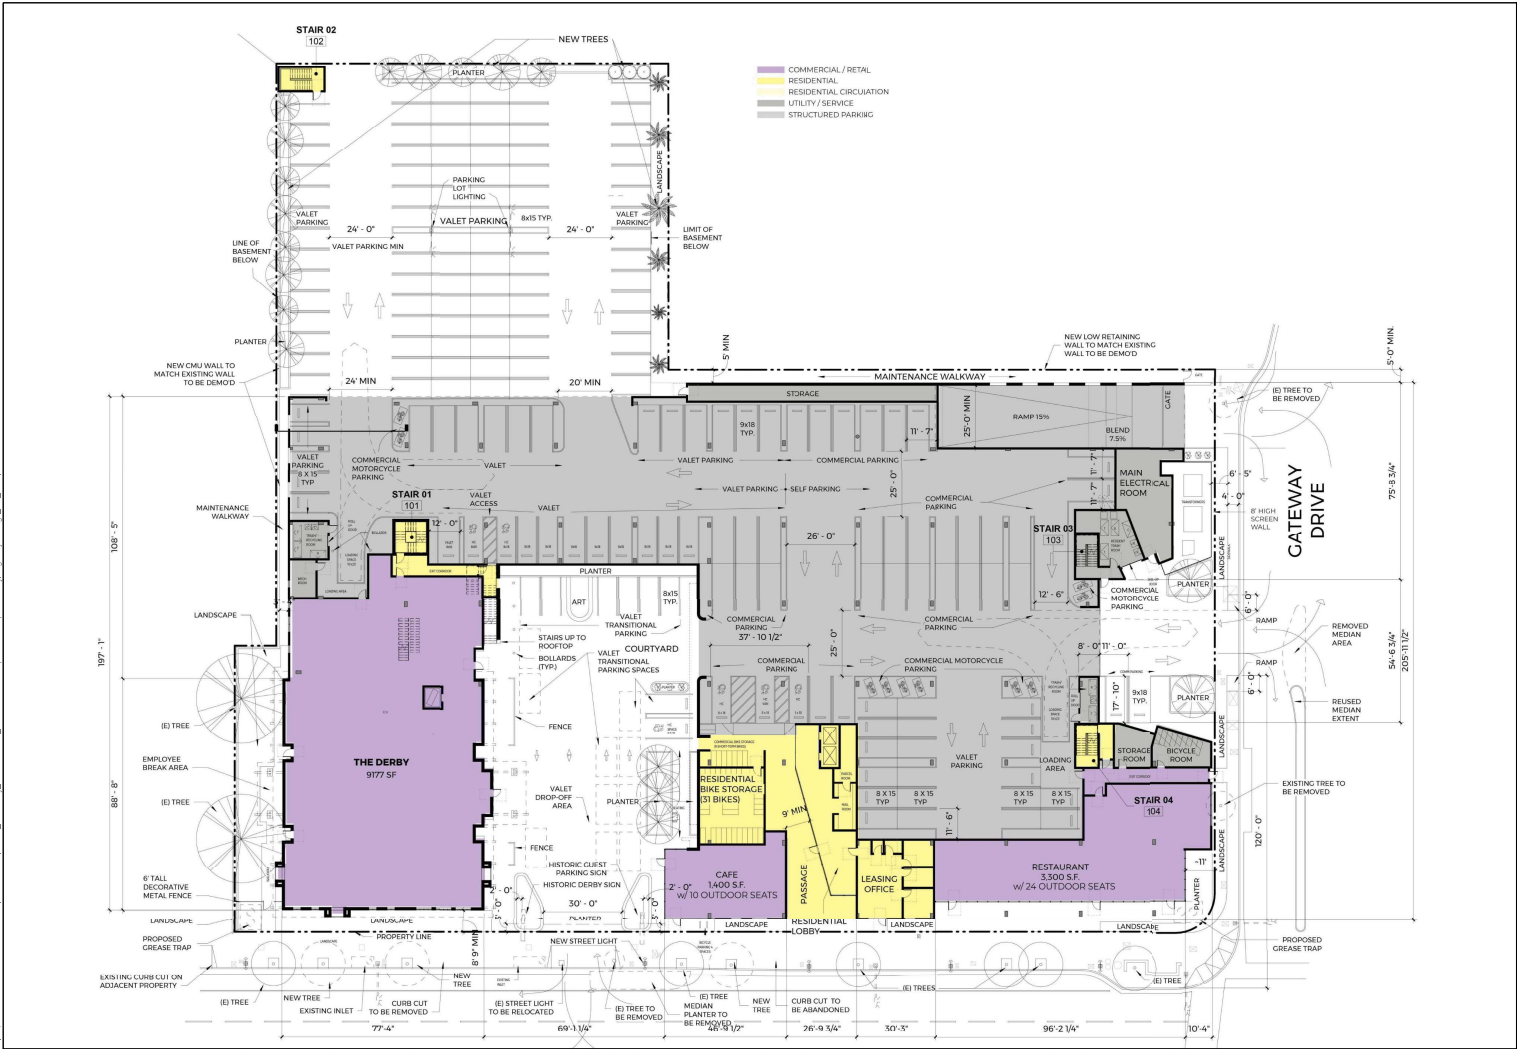 STAIR 02
102
NEW TREES
PLANTER
COMMERCIAL / RETAIL
RESIDENTIAL
RESIDENTIAL CIRCULATION
UTILITY / SERVICE
STRUCTURED PARKING
LANDSCAPE
PARKING
LOT
LIGHTING
VALET
PARKING
VALET PARKING
8x15 TYP.
VALET
PARKING
24' - 0"
24' - 0"
VALET PARKING MIN
LIMIT OF
BASEMENT
BELOW
LINE OF
BASEMENT
BELOW
PLANTER
NEW CMU WALL TO
MATCH EXISTING WALL
TO BE DEMO'D
24' MIN
20' MIN
5' MIN
NEW LOW RETAINING
WALL TO MATCH EXISTING
WALL TO BE DEMO'D
5'-0" MIN.
MAINTENANCE WALKWAY
GATE
(E) TREE TO
BE REMOVED
STORAGE
9x18
TYP.
11' - 7"
25'-0" MIN
RAMP 15%
BLEND
7.5%
GATE
VALET
PARKING
8 X 15
TYP
COMMERCIAL
MOTORCYCLE
PARKING
VALET
VALET PARKING
COMMERCIAL PARKING
11' - 7"
11' - 7"
MAIN
ELECTRICAL
ROOM
6' - 5"
4' - 0"
75'-8 3/4"
GATEWAY
DRIVE
STAIR 01
101
VALET
ACCESS
VALET PARKING
SELF PARKING
25' - 0"
COMMERCIAL
PARKING
MAINTENANCE
WALKWAY
VALET
12' - 0"
26' - 0"
STAIR 03
103
8' HIGH
SCREEN
WALL
LANDSCAPE
108' - 5"
PLANTER
PLANTER
ART
8x15
TYP.
12' - 6"
COMMERCIAL
MOTORCYCLE
PARKING
6' - 0"
RAMP
REMOVED
MEDIAN
AREA
LANDSCAPE
VALET
TRANSITIONAL
PARKING
COMMERCIAL
PARKING
37' - 10 1/2"
COMMERCIAL
PARKING
25' - 0"
STAIRS UP TO
ROOFTOP
COURTYARD
BOLLARDS
(TYP.)
VALET
TRANSITIONAL
PARKING SPACES
COMMERCIAL
PARKING
COMMERCIAL MOTORCYCLE
PARKING
8' - 0"
11' - 0"
RAMP
6' - 0"
54'-6 3/4"
205'-11 1/2"
197' - 1"
17' - 10"
9x18
TYP.
PLANTER
REUSED
MEDIAN
EXTENT
(E) TREE
FENCE
LANDSCAPE
EMPLOYEE
BREAK AREA
THE DERBY
9177 SF
VALET
PARKING
LOADING
AREA
STORAGE
ROOM
BICYCLE
ROOM
RESIDENTIAL
BIKE STORAGE
(31 BIKES)
EXISTING TREE TO
BE REMOVED
88' - 8"
(E) TREE
VALET
DROP-OFF
AREA
PLANTER
9' MIN
8 X 15
TYP
8 X 15
TYP
8 X 15
TYP
8 X 15
TYP
STAIR 04
104
11' - 6"
120' - 0"
FENCE
LANDSCAPE
HISTORIC GUEST
PARKING SIGN
HISTORIC DERBY SIGN
CAFE
1,400 S.F.
w/ 10 OUTDOOR SEATS
PASSAGE
LEASING
OFFICE
RESTAURANT
3,300 S.F.
w/ 24 OUTDOOR SEATS
~11'
PLANTER
6' TALL
DECORATIVE
METAL FENCE
2' - 0"
2' - 0"
30' - 0"
PLANTER
LANDSCAPE
LANDSCAPE
LANDSCAPE
RESIDENTIAL
LOBBY
LANDSCAPE
LANDSCAPE
PROPERTY LINE
PROPOSED
GREASE TRAP
8' 9" MIN
NEW STREET LIGHT
PROPOSED
GREASE TRAP
EXISTING CURB CUT ON
ADJACENT PROPERTY
NEW
TREE
(E) TREES
(E) TREE
(E) TREE
NEW TREE
EXISTING INLET
CURB CUT
TO BE REMOVED
(E) STREET LIGHT
TO BE RELOCATED
(E) TREE TO
BE REMOVED
(E) TREE
MEDIAN
PLANTER TO
BE REMOVED
NEW
TREE
CURB CUT TO
BE ABANDONED
77'-4"
69'-1 1/4"
46'-9 1/2"
26'-9 3/4"
30'-3"
96'-2 1/4"
10'-4"